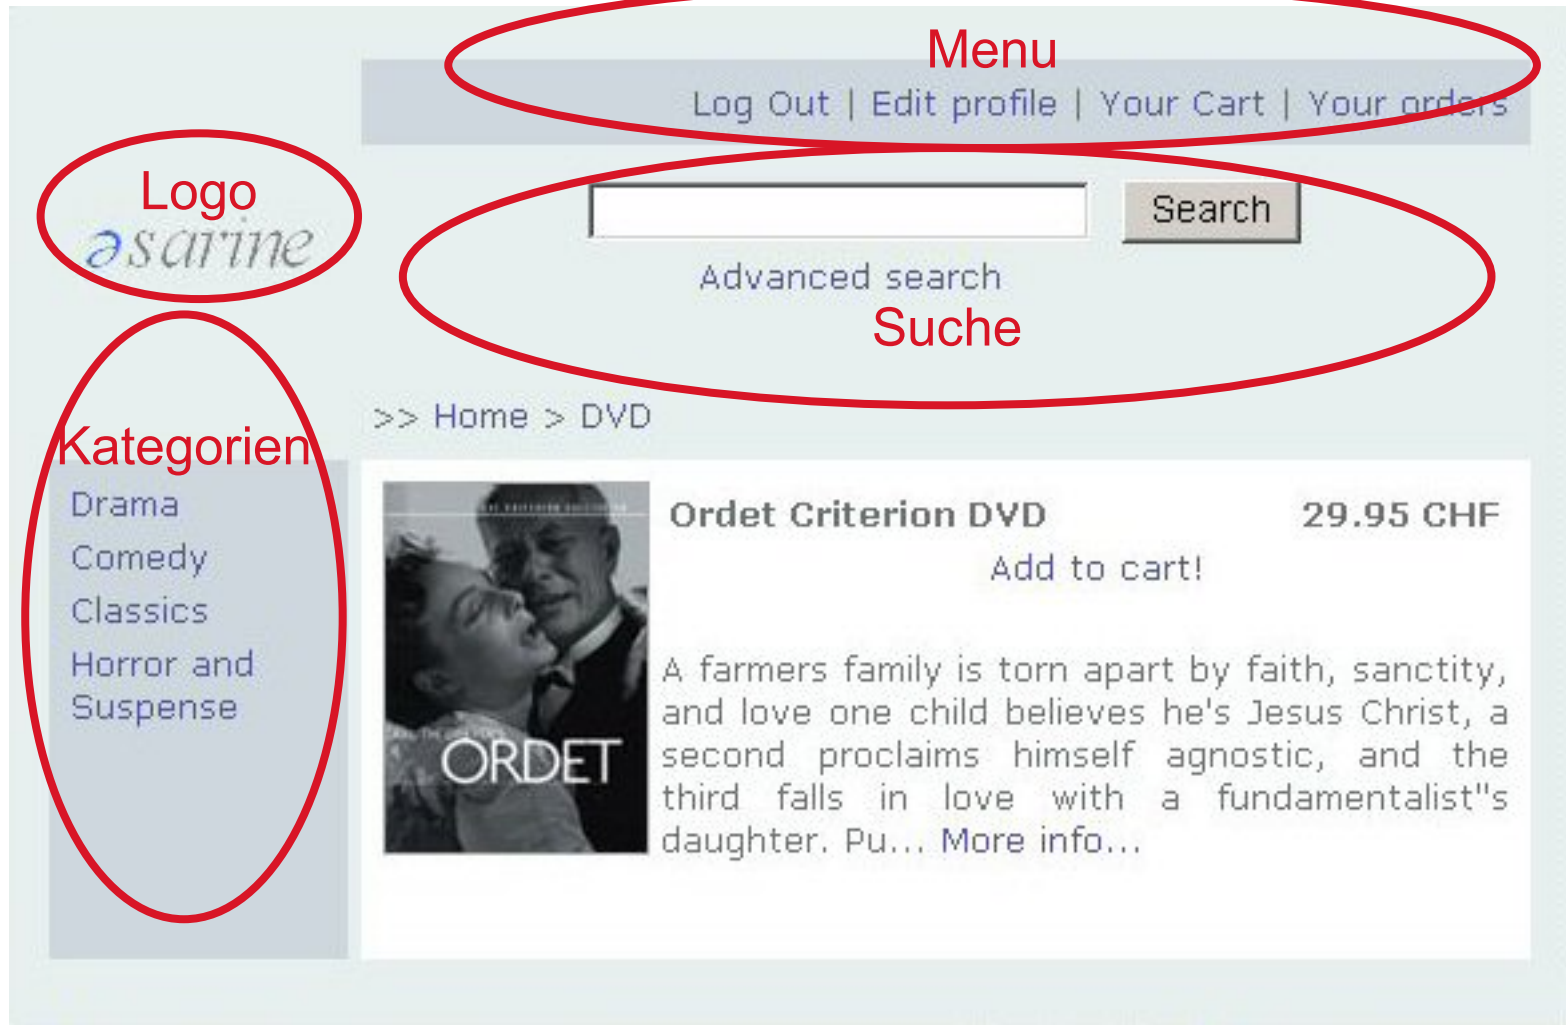 Menu
Log Out | Edit profile | Your Cart | Your orders
Logo
asarine
Search
Advanced search
Suche
>> Home > DVD
Kategorien
Drama
Comedy
Classics
Horror and
Suspense
Ordet Criterion DVD 29.95 CHF
Add to cart!
A farmers family is torn apart by faith, sanctity,
and love one child believes he's Jesus Christ, a
second proclaims himself agnostic, and the
third falls in love with a fundamentalist"s
daughter. Pu... More info...
ORDET